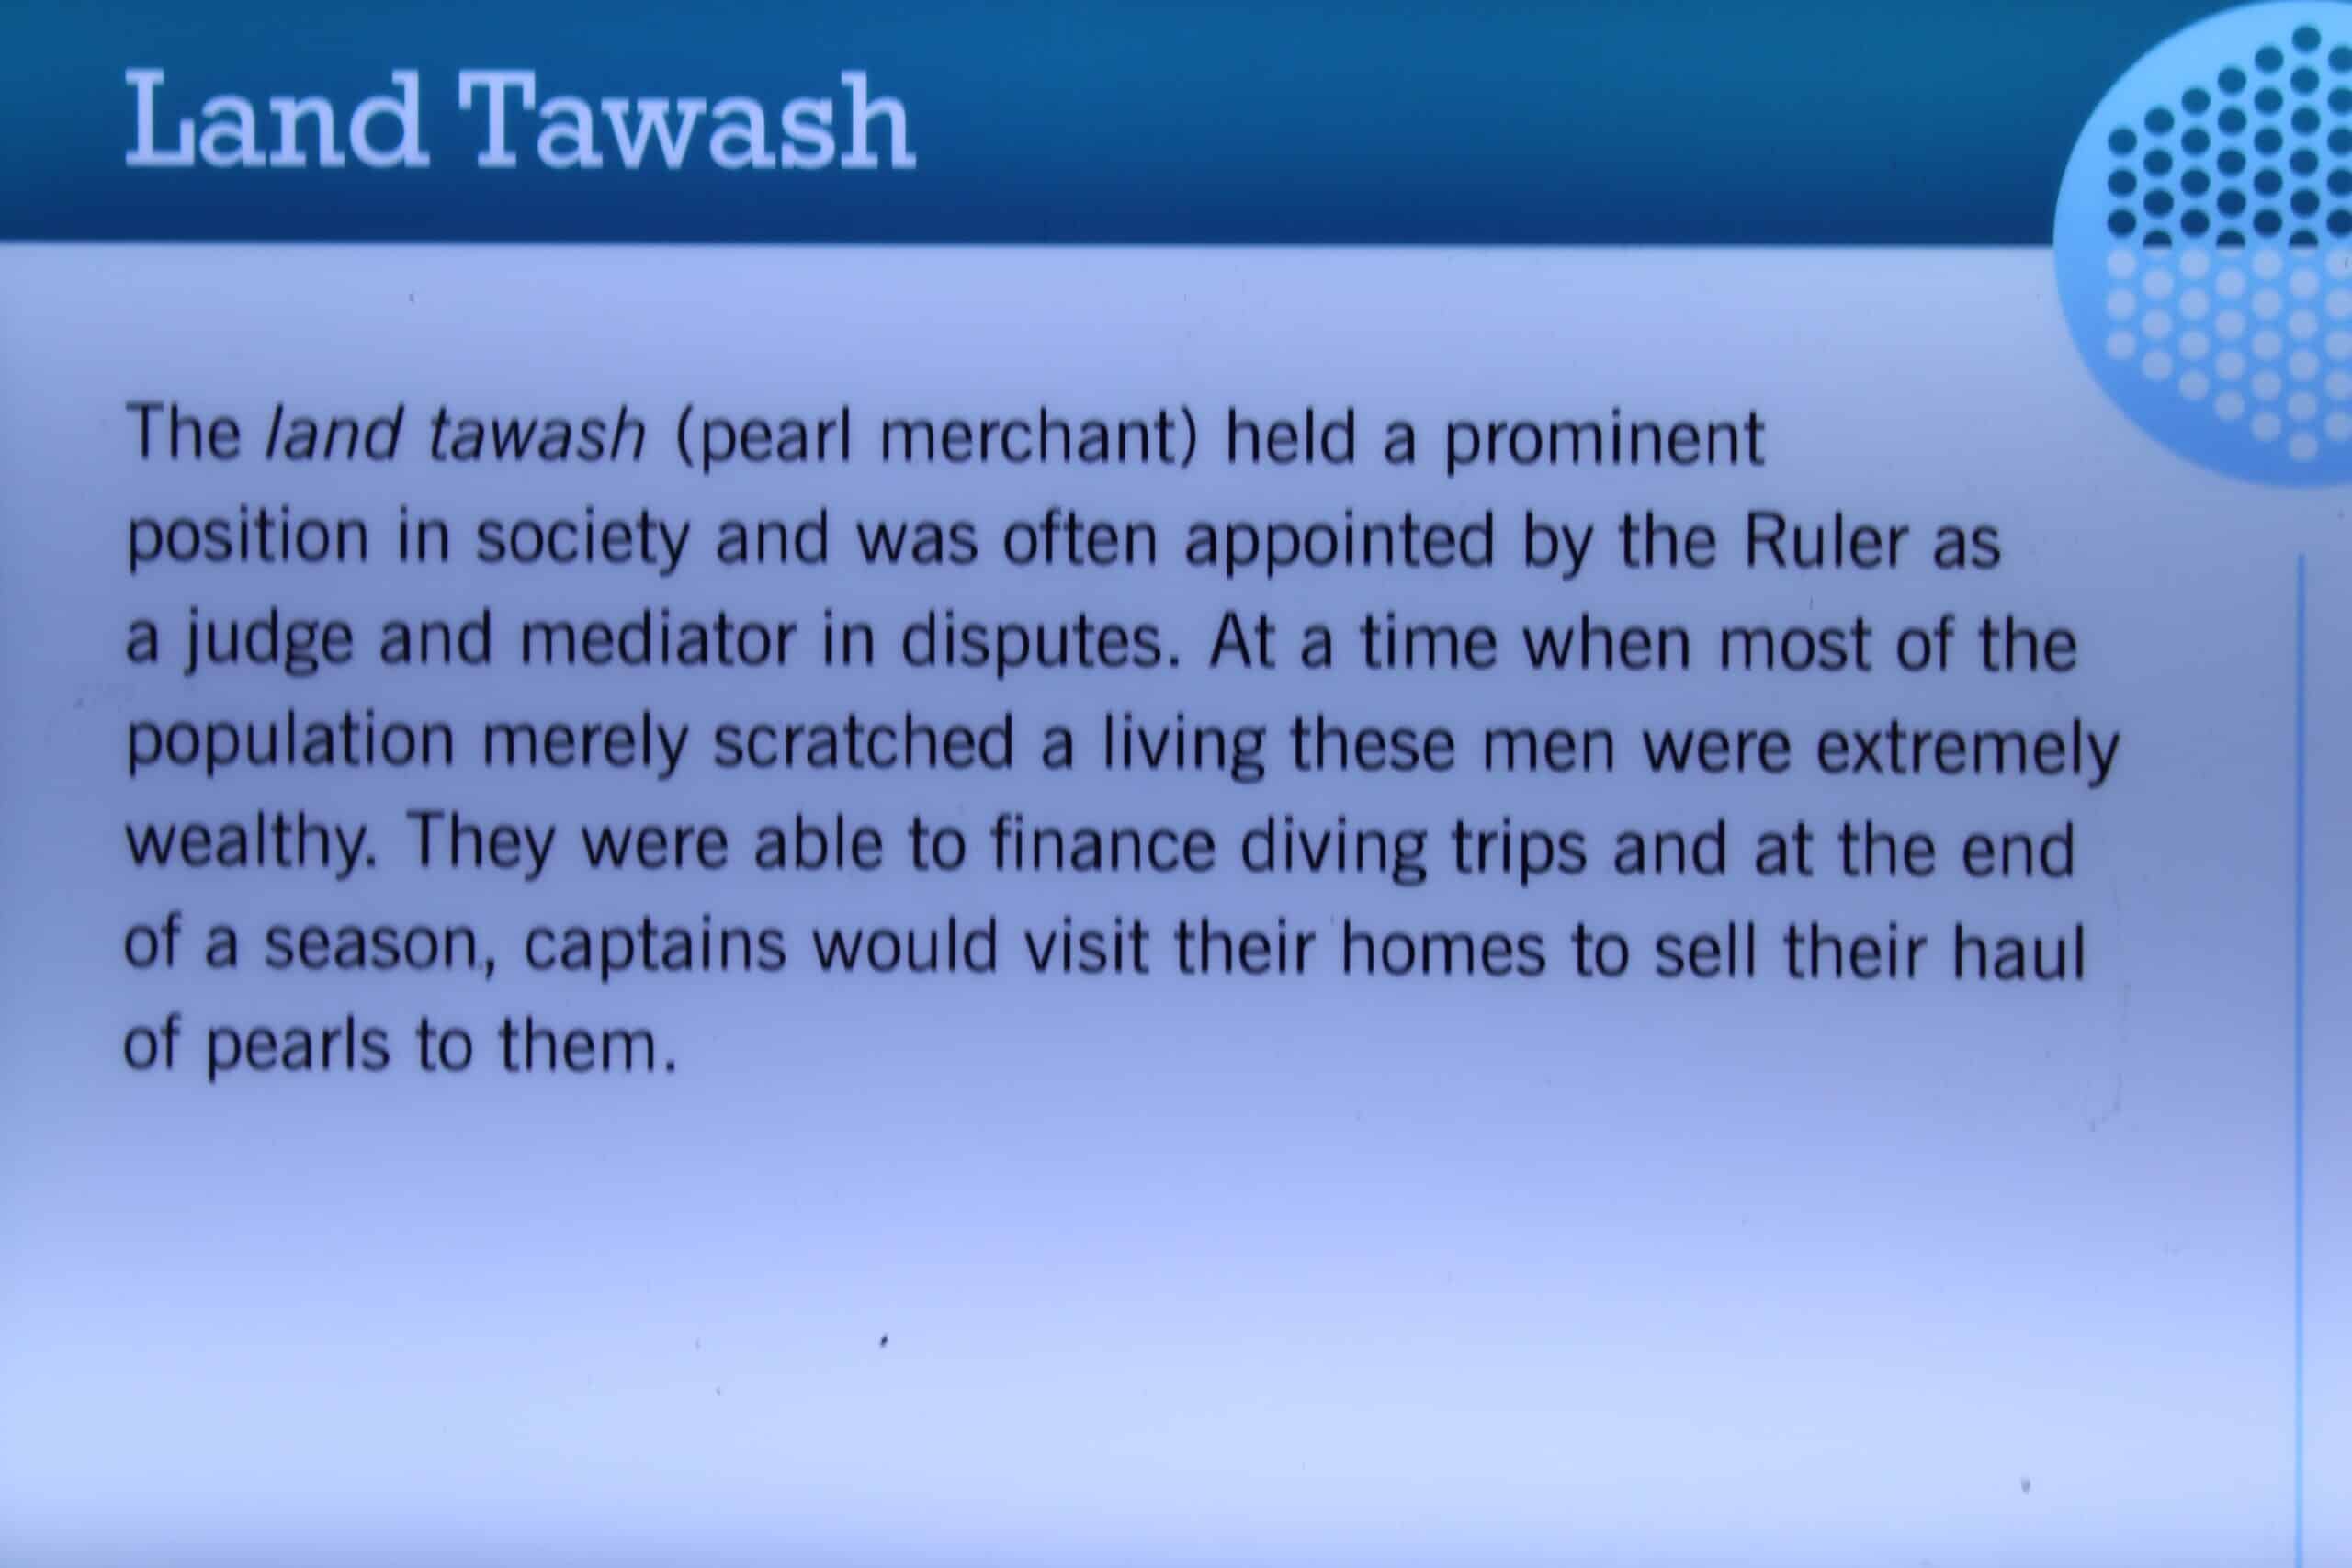 Land Tawash
The land tawash (pearl merchant) held a prominent
position in society and was often appointed by the Ruler as
a judge and mediator in disputes. At a time when most of the
population merely scratched a living these men were extremely
wealthy. They were able to finance diving trips and at the end
of a season, captains would visit their homes to sell their haul
of pearls to them.